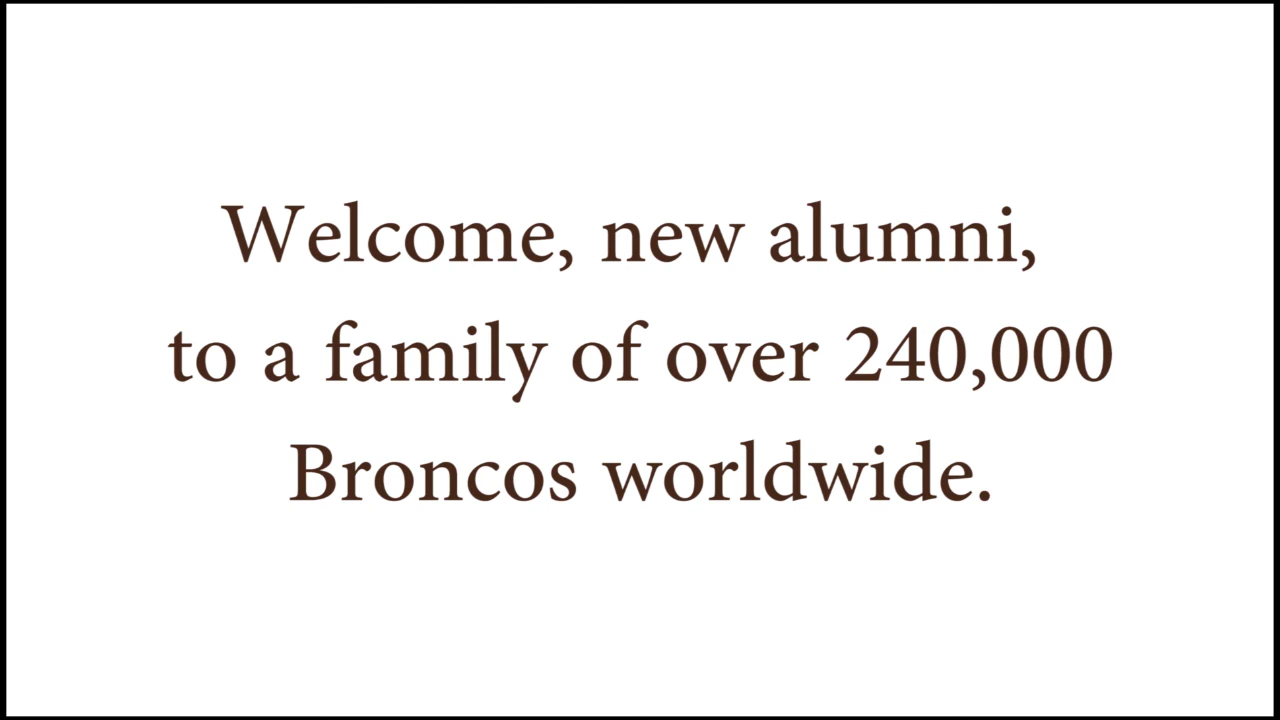 Welcome, new alumni,
to a family of over 240,000
Broncos worldwide.